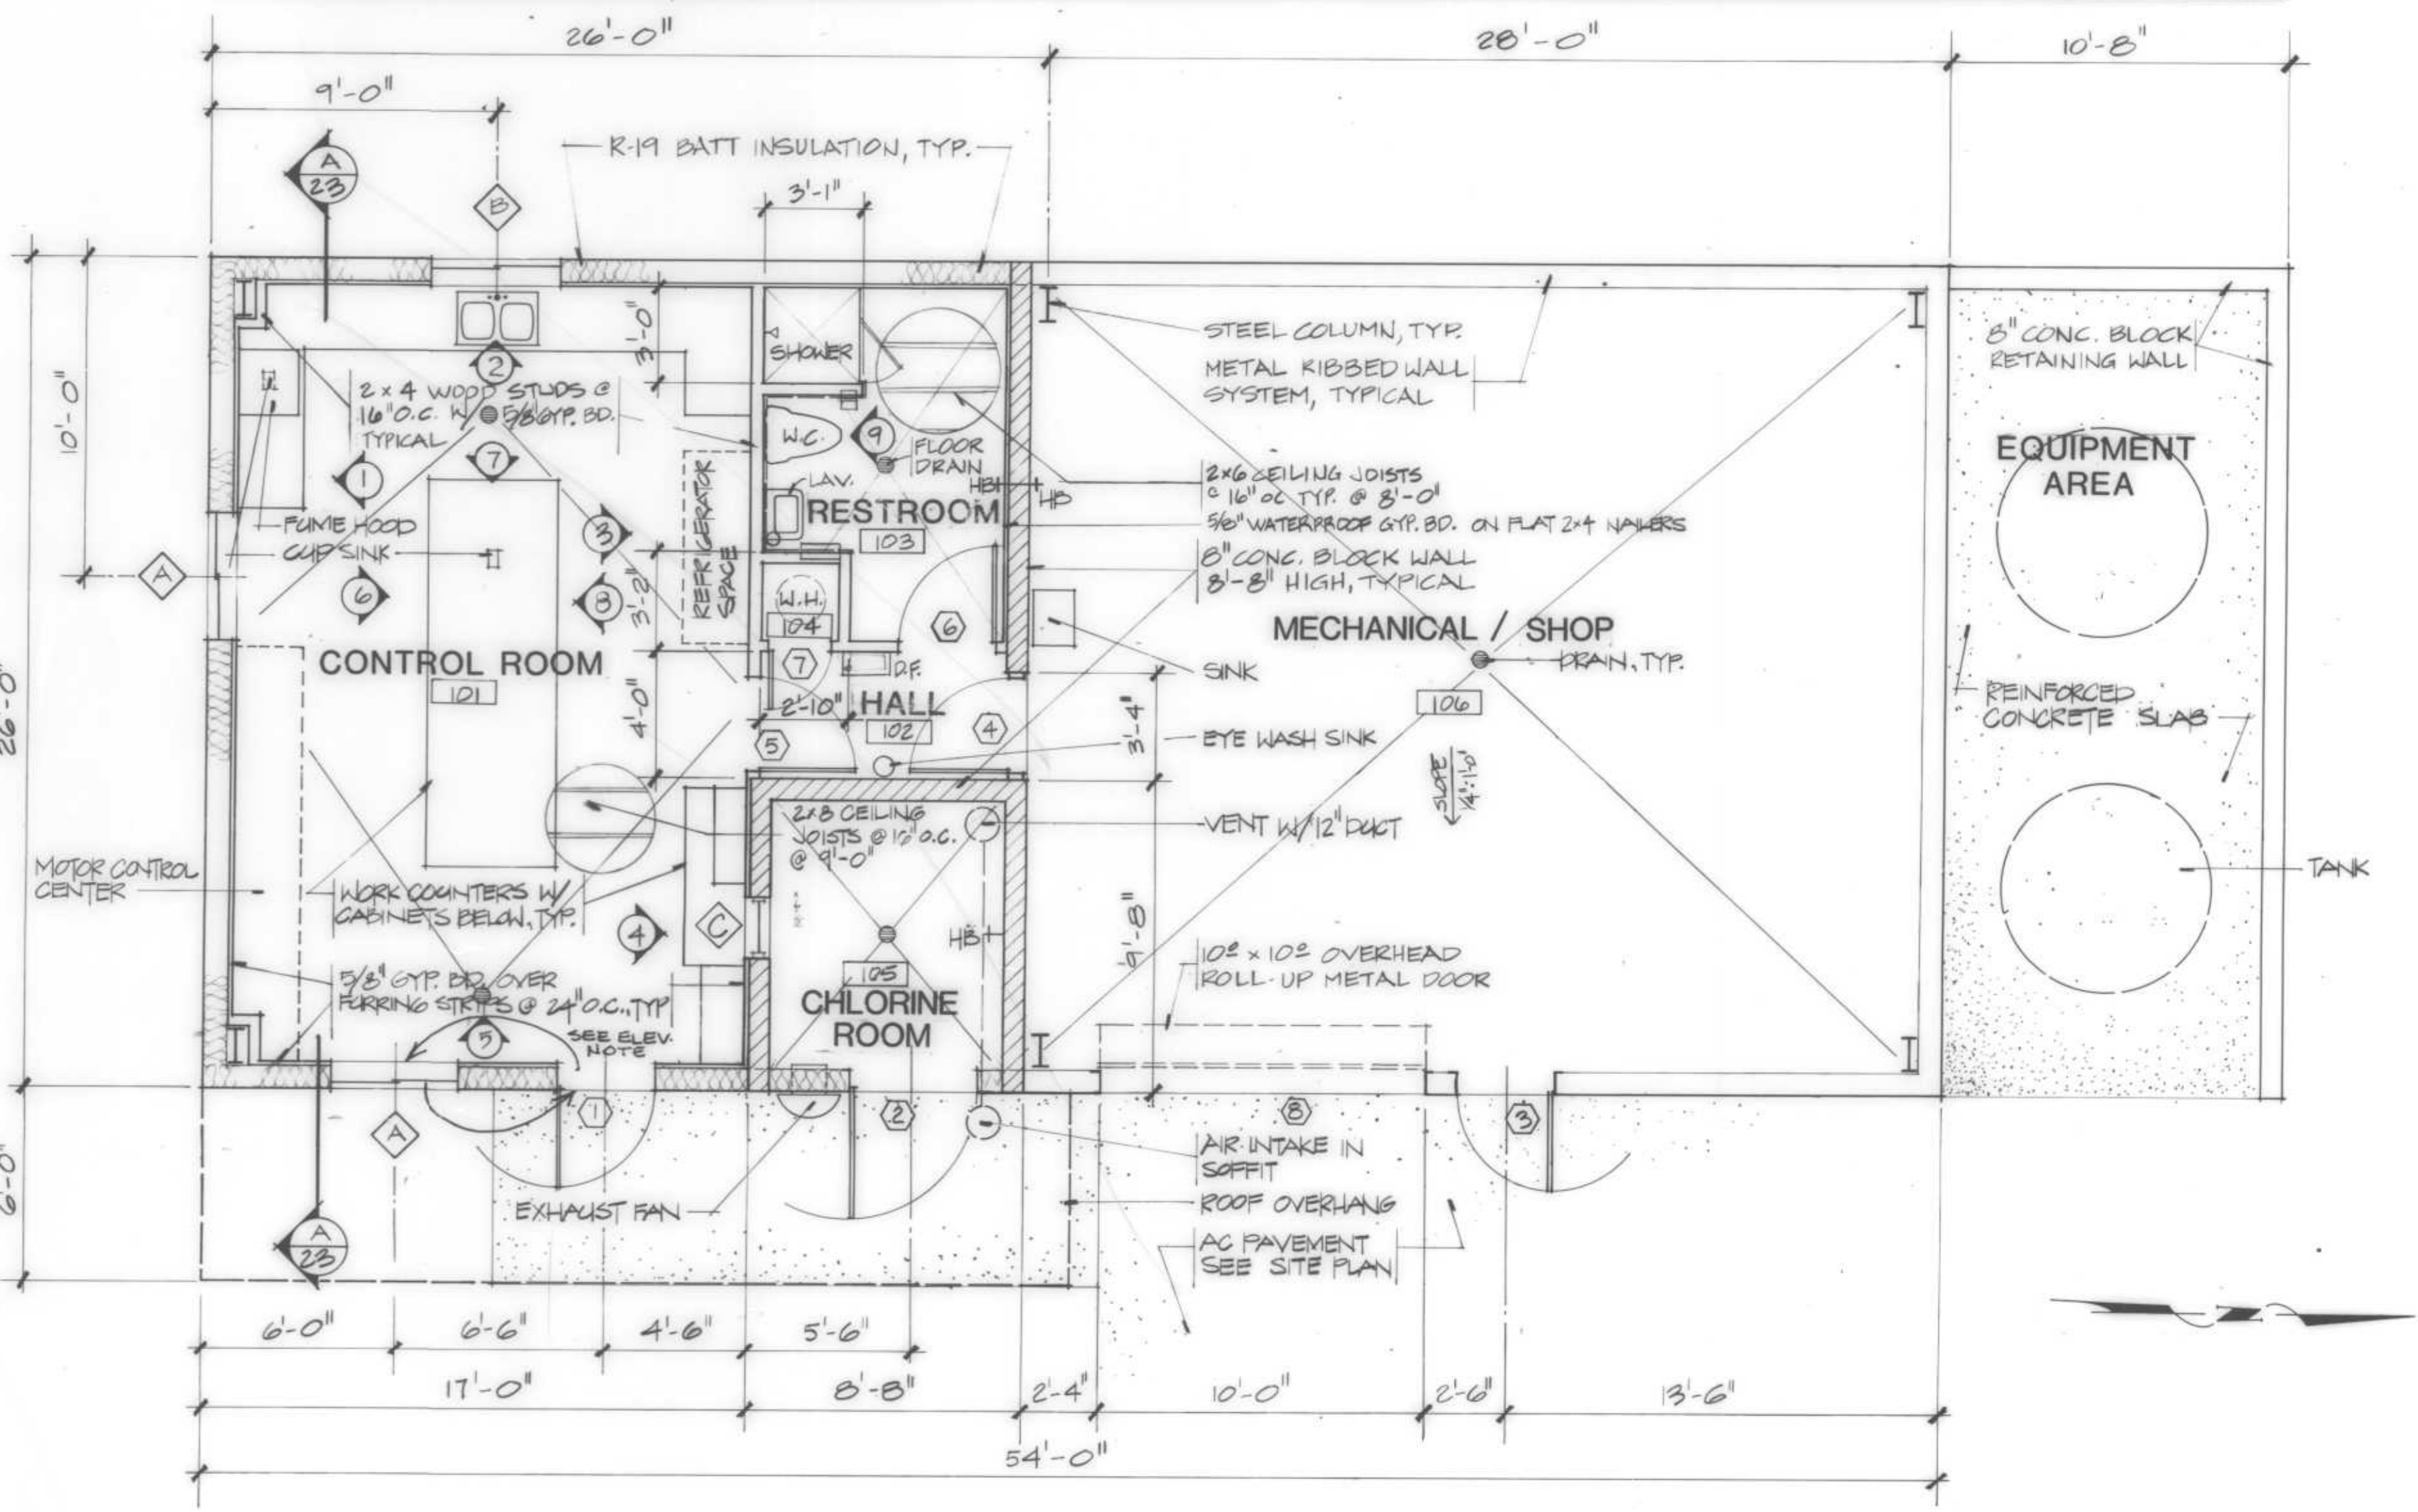 26'-0"
28'-0"
10'-8"
9'-0"
A
23
B
R-19 BATT INSULATION, TYP.
3'-1"
10'-0"
26'-0"
6'-0"
A
SHOWER
3'-0"
2
2 x 4 WOOD STUDS @
16" O.C. W/ 5/8 GYP. BD.
TYPICAL
1
7
W.C.
9
FLOOR
DRAIN
LAV.
HB
HB
RESTROOM
103
REFRIGERATOR
SPACE
FUME HOOD
CUP SINK
3
6
8
3'-2"
W.H.
104
6
7
D.F.
CONTROL ROOM
101
4'-0"
2'-10"
HALL
102
5
4
3'-4"
9'-8"
STEEL COLUMN, TYP.
METAL RIBBED WALL
SYSTEM, TYPICAL
2x6 CEILING JOISTS
@ 16" OC TYP. @ 8'-0"
5/8" WATERPROOF GYP. BD. ON FLAT 2x4 NAILERS
8" CONC. BLOCK WALL
8'-8" HIGH, TYPICAL
MECHANICAL / SHOP
106
DRAIN, TYP.
SINK
EYE WASH SINK
SLOPE
1/4":1'-0"
VENT W/12" DUCT
8" CONC. BLOCK
RETAINING WALL
EQUIPMENT
AREA
REINFORCED
CONCRETE SLAB
TANK
MOTOR CONTROL
CENTER
WORK COUNTERS W/
CABINETS BELOW, TYP.
2x8 CEILING
JOISTS @ 16" O.C.
@ 9'-0"
4
C
HB
105
CHLORINE
ROOM
5/8" GYP. BD. OVER
FURRING STRIPS @ 24" O.C., TYP
SEE ELEV.
NOTE
5
10⁰ x 10⁰ OVERHEAD
ROLL-UP METAL DOOR
A
1
2
8
3
EXHAUST FAN
AIR INTAKE IN
SOFFIT
ROOF OVERHANG
AC PAVEMENT
SEE SITE PLAN
A
23
Z
6'-0"
6'-6"
4'-6"
5'-6"
17'-0"
8'-8"
2'-4"
10'-0"
2'-6"
13'-6"
54'-0"